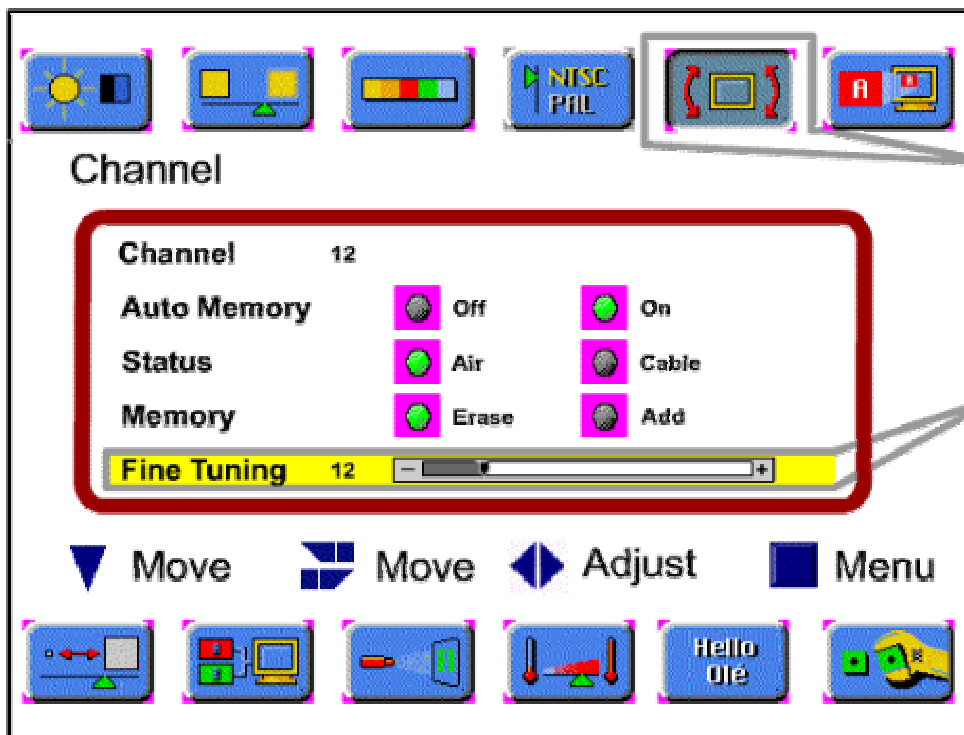 NTSC
PAL
A A
Channel
Channel 12
Auto Memory Off On
Status Air Cable
Memory Erase Add
Fine Tuning 12 − +
Move Move Adjust Menu
Hello
Olé